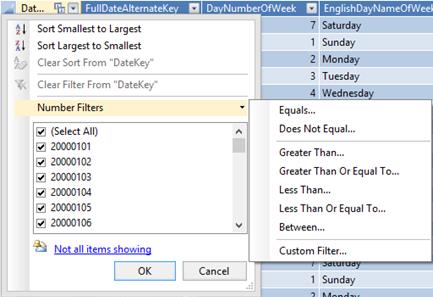 Dat... FullDateAlternateKey DayNumberOfWeek EnglishDayNameOfWeek
Sort Smallest to Largest
Sort Largest to Smallest
Clear Sort From "DateKey"
Clear Filter From "DateKey"
Number Filters
(Select All)
20000101
20000102
20000103
20000104
20000105
20000106
Not all items showing
OK Cancel
Equals...
Does Not Equal...
Greater Than...
Greater Than Or Equal To...
Less Than...
Less Than Or Equal To...
Between...
Custom Filter...
7 Saturday
1 Sunday
2 Monday
3 Tuesday
4 Wednesday
7 Saturday
1 Sunday
2 Monday